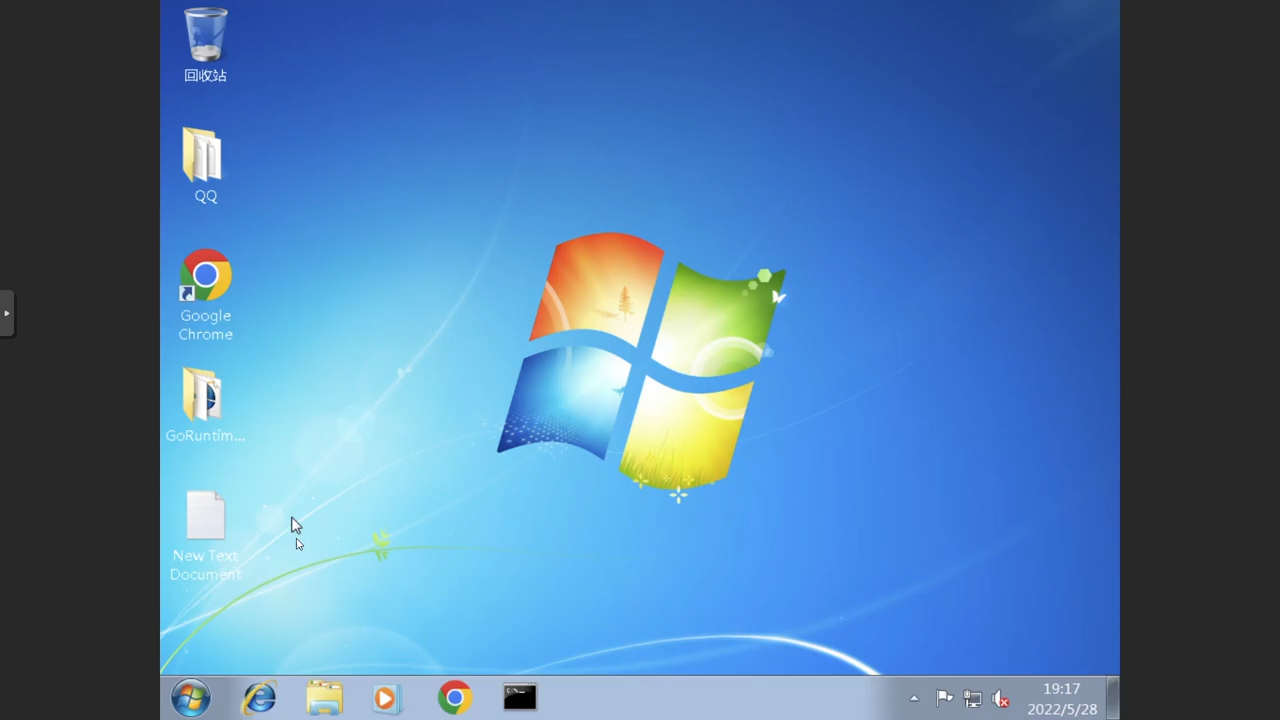 回收站
QQ
Google
Chrome
GoRuntim...
New Text
Document
19:17
2022/5/28